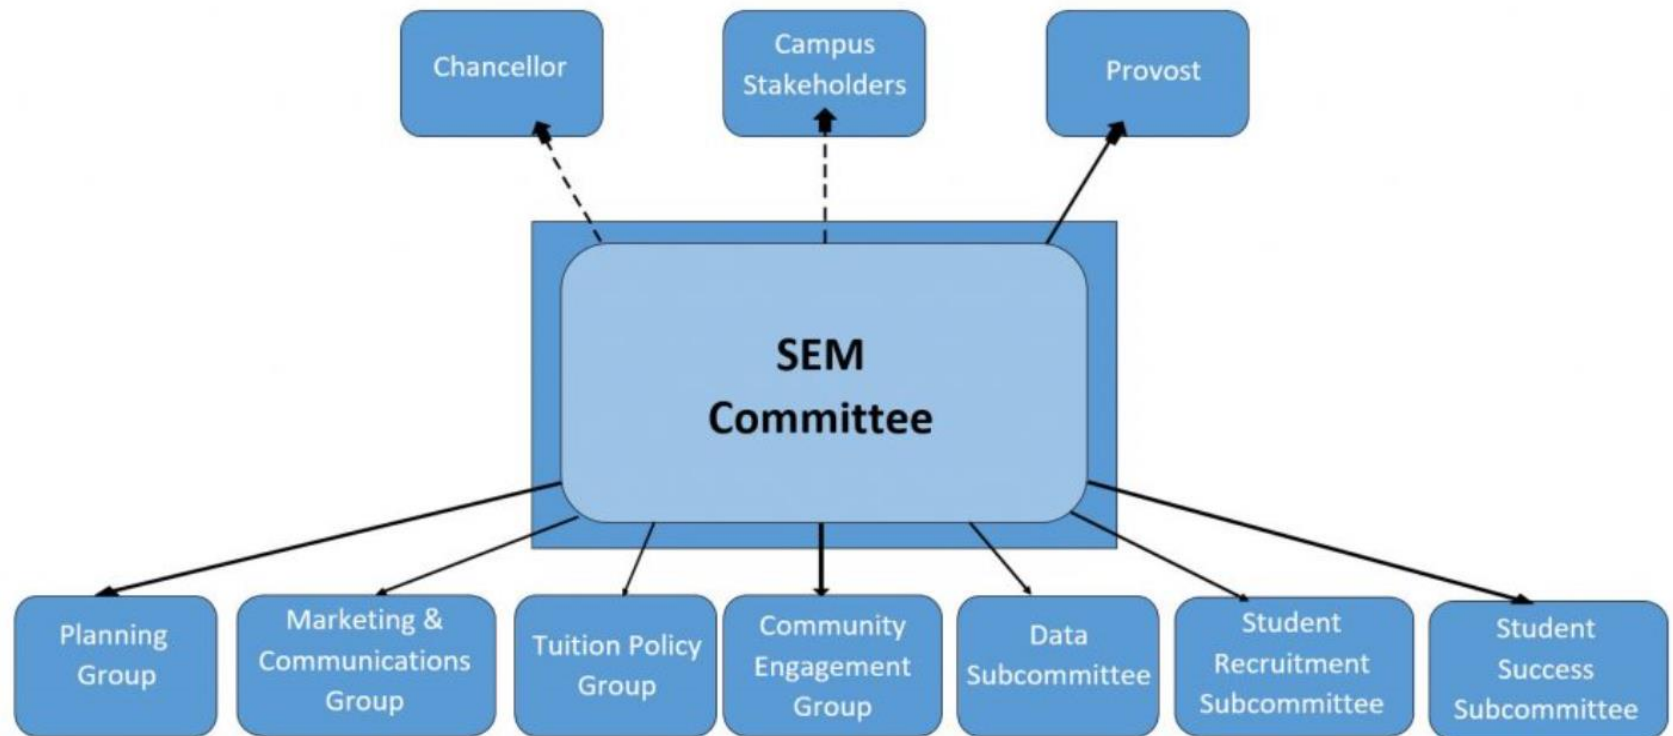 Chancellor
Campus
Stakeholders
Provost
SEM
Committee
Planning
Group
Marketing &
Communications
Group
Tuition Policy
Group
Community
Engagement
Group
Data
Subcommittee
Student
Recruitment
Subcommittee
Student
Success
Subcommittee